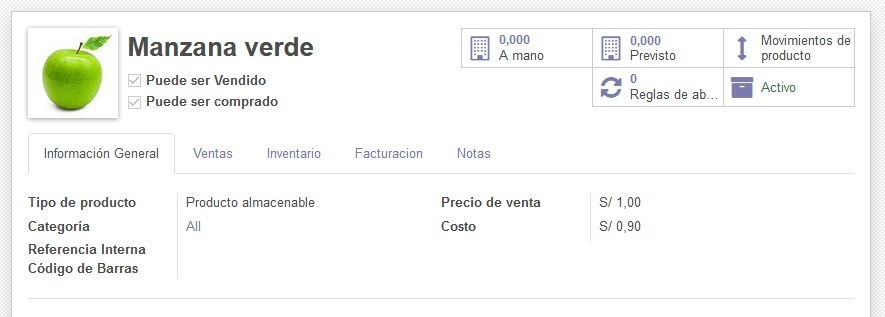 Manzana verde
Puede ser Vendido
Puede ser comprado
0,000
A mano
0,000
Previsto
Movimientos de
producto
0
Reglas de ab...
Activo
Información General
Ventas
Inventario
Facturacion
Notas
Tipo de producto Producto almacenable
Categoría All
Referencia Interna
Código de Barras
Precio de venta S/ 1,00
Costo S/ 0,90